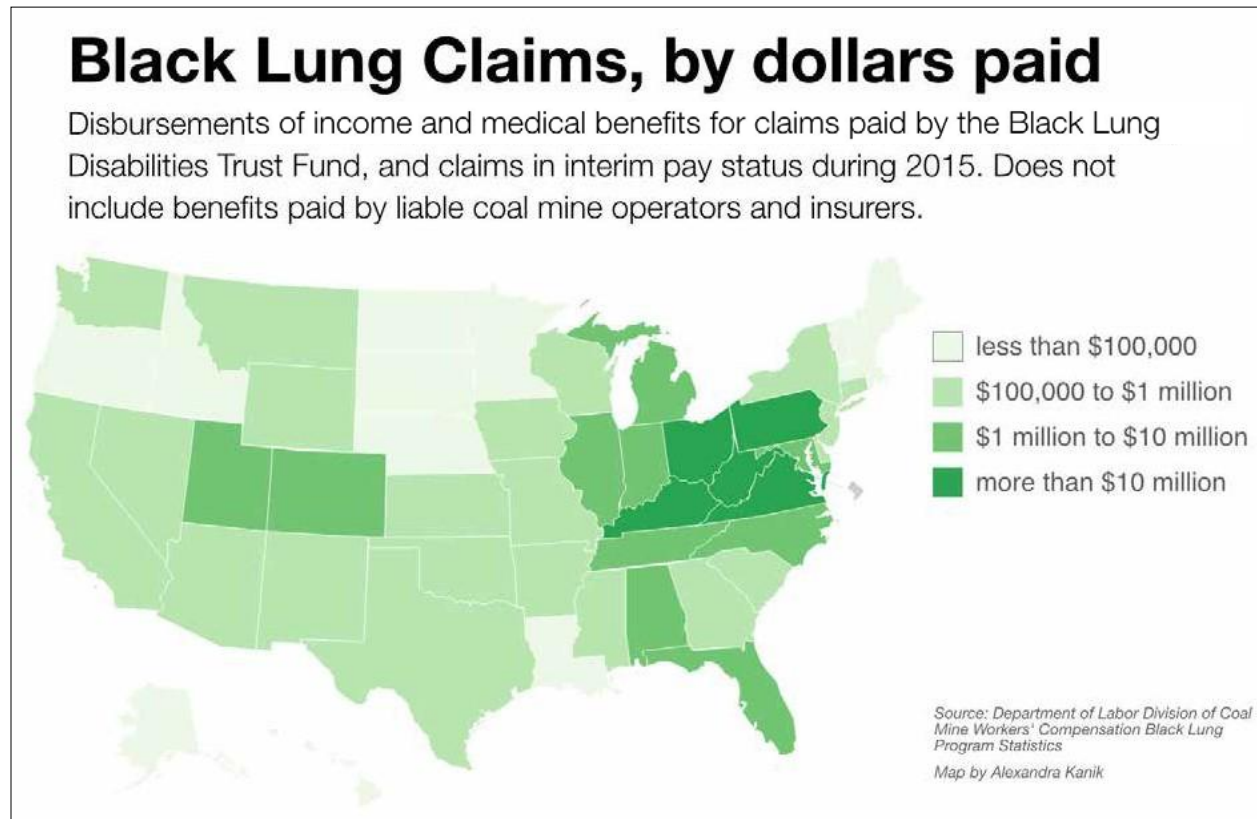 Black Lung Claims, by dollars paid
Disbursements of income and medical benefits for claims paid by the Black Lung
Disabilities Trust Fund, and claims in interim pay status during 2015. Does not
include benefits paid by liable coal mine operators and insurers.
less than $100,000
$100,000 to $1 million
$1 million to $10 million
more than $10 million
Source: Department of Labor Division of Coal
Mine Workers' Compensation Black Lung
Program Statistics
Map by Alexandra Kanik